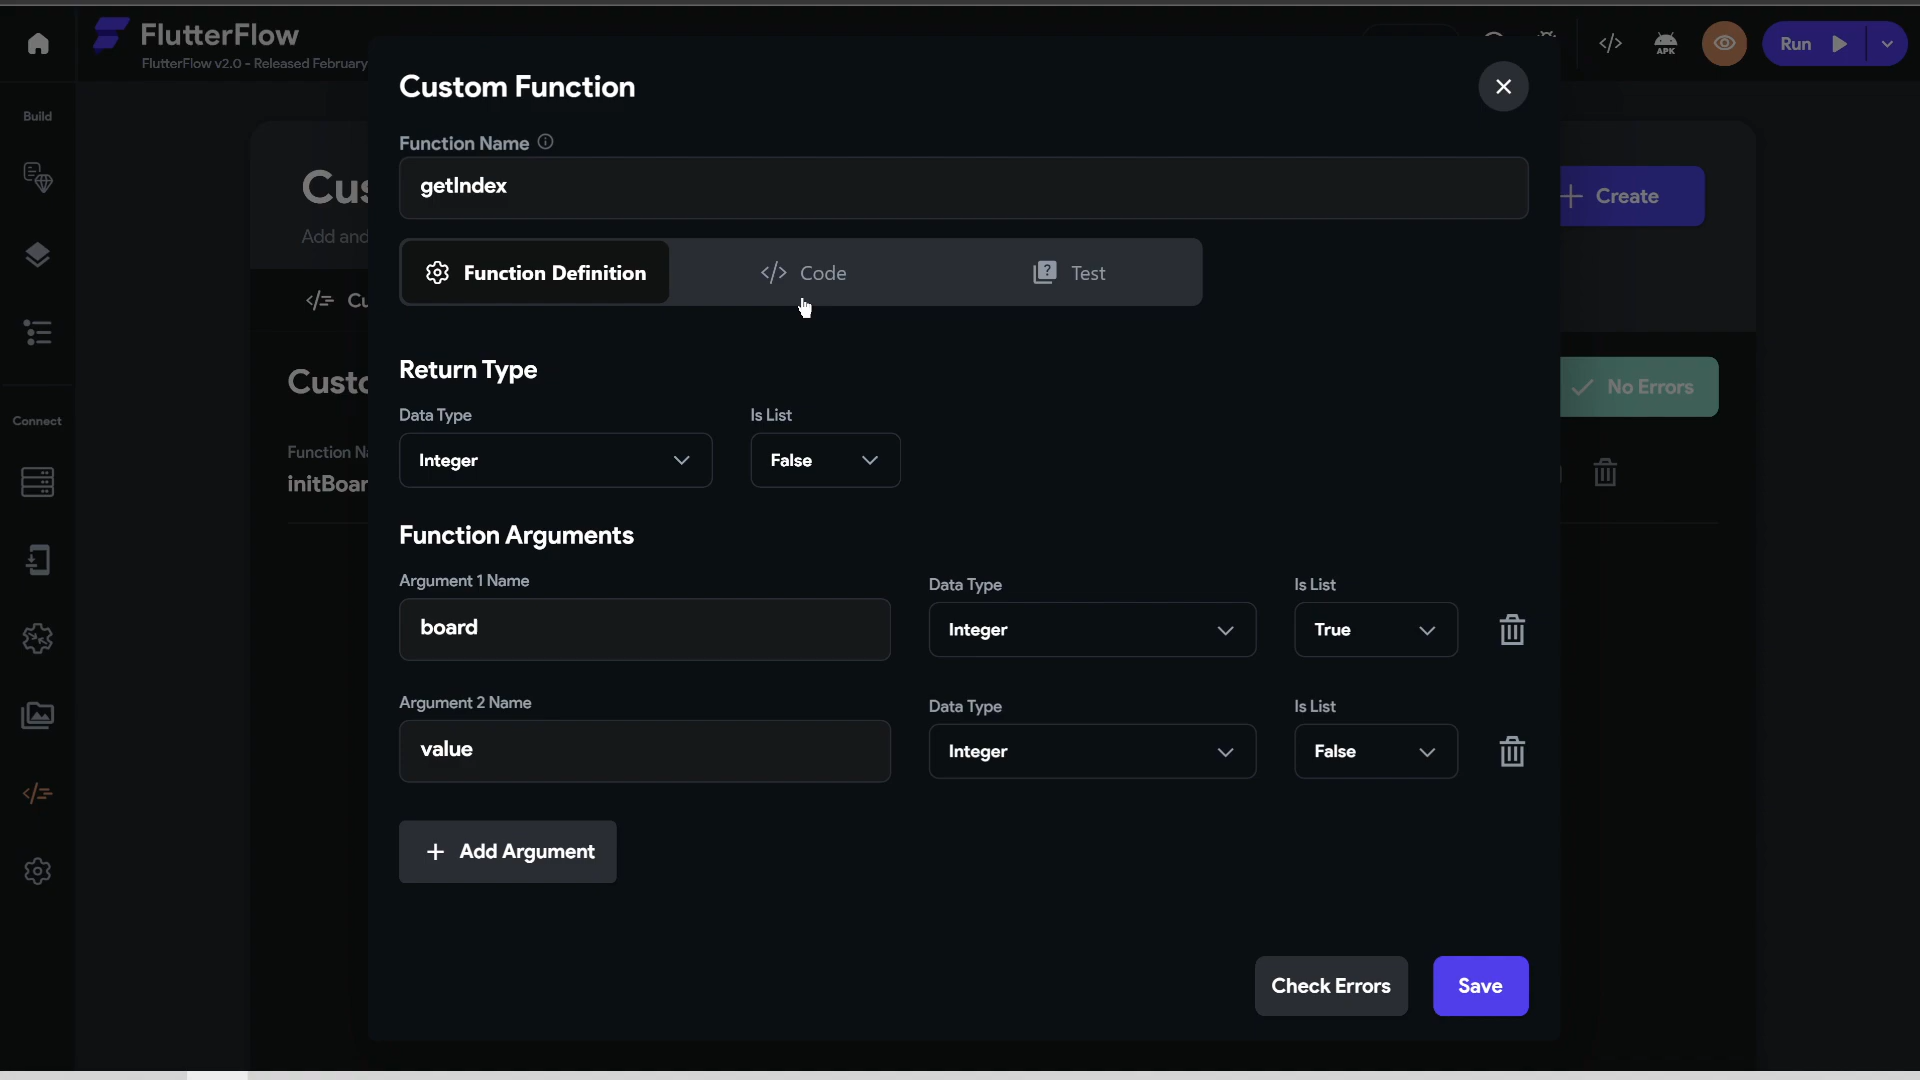 FlutterFlow
FlutterFlow v2.0 - Released February
Run
APK
Build
Connect
Cus
Add and
Cu
Custo
Function Na
initBoar
Create
No Errors
Custom Function
Function Name
getIndex
Function Definition
Code
Test
Return Type
Data Type
Is List
Integer
False
Function Arguments
Argument 1 Name
Data Type
Is List
board
Integer
True
Argument 2 Name
Data Type
Is List
value
Integer
False
Add Argument
Check Errors
Save